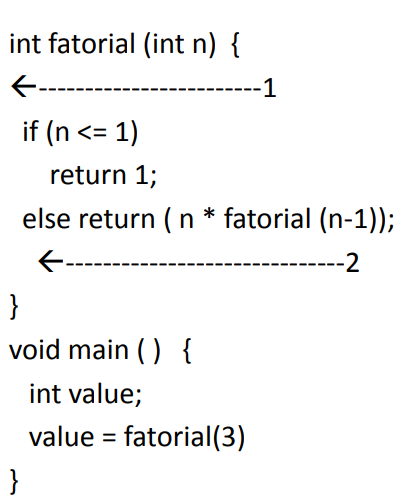 int fatorial (int n)  {
←------------------------1
if (n <= 1)
return 1;
else return ( n * fatorial (n-1));
←------------------------------2
}
void main ( )  {
int value;
value = fatorial(3)
}